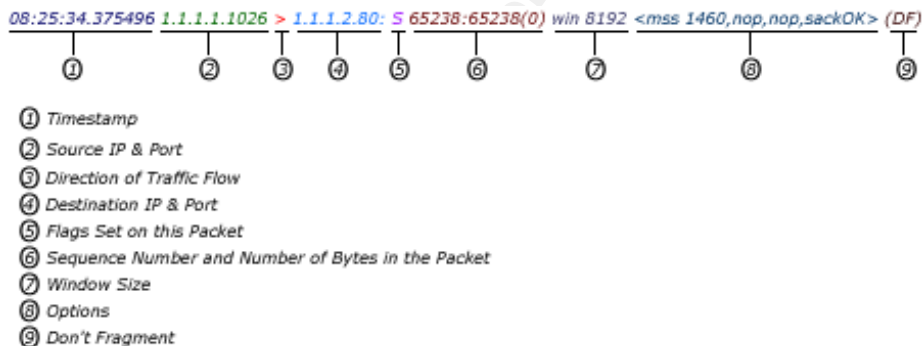 08:25:34.375496 1.1.1.1.1026 > 1.1.1.2.80: S 65238:65238(0) win 8192 <mss 1460,nop,nop,sackOK> (DF)
① ② ③ ④ ⑤ ⑥ ⑦ ⑧ ⑨
① Timestamp
② Source IP & Port
③ Direction of Traffic Flow
④ Destination IP & Port
⑤ Flags Set on this Packet
⑥ Sequence Number and Number of Bytes in the Packet
⑦ Window Size
⑧ Options
⑨ Don't Fragment